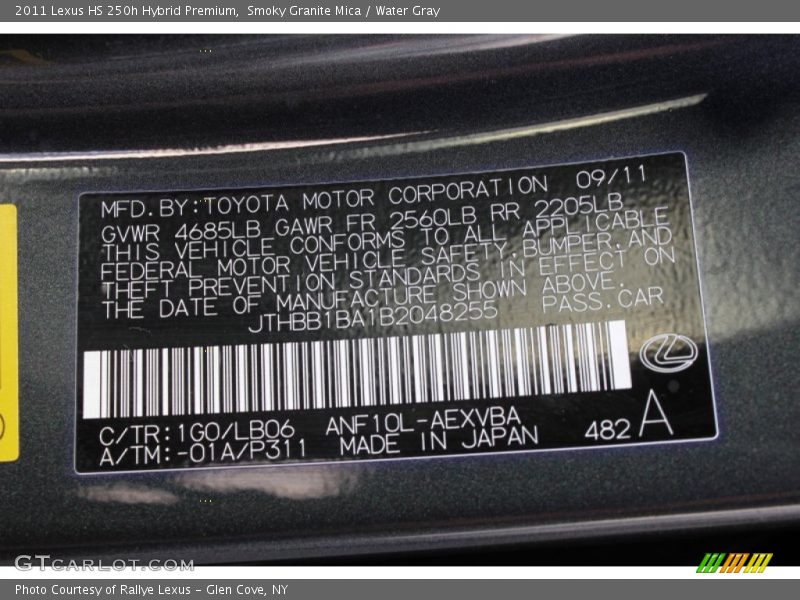 2011 Lexus HS 250h Hybrid Premium, Smoky Granite Mica / Water Gray
MFD.BY:TOYOTA MOTOR CORPORATION 09/11
GVWR 4685LB GAWR FR 2560LB RR 2205LB
THIS VEHICLE CONFORMS TO ALL APPLICABLE
FEDERAL MOTOR VEHICLE SAFETY,BUMPER,AND
THEFT PREVENTION STANDARDS IN EFFECT ON
THE DATE OF MANUFACTURE SHOWN ABOVE.
JTHBB1BA1B2048255 PASS.CAR
C/TR:1G0/LB06 ANF10L-AEXVBA
A/TM:-01A/P311 MADE IN JAPAN 482 A
GTCARLOT.COM
Photo Courtesy of Rallye Lexus - Glen Cove, NY